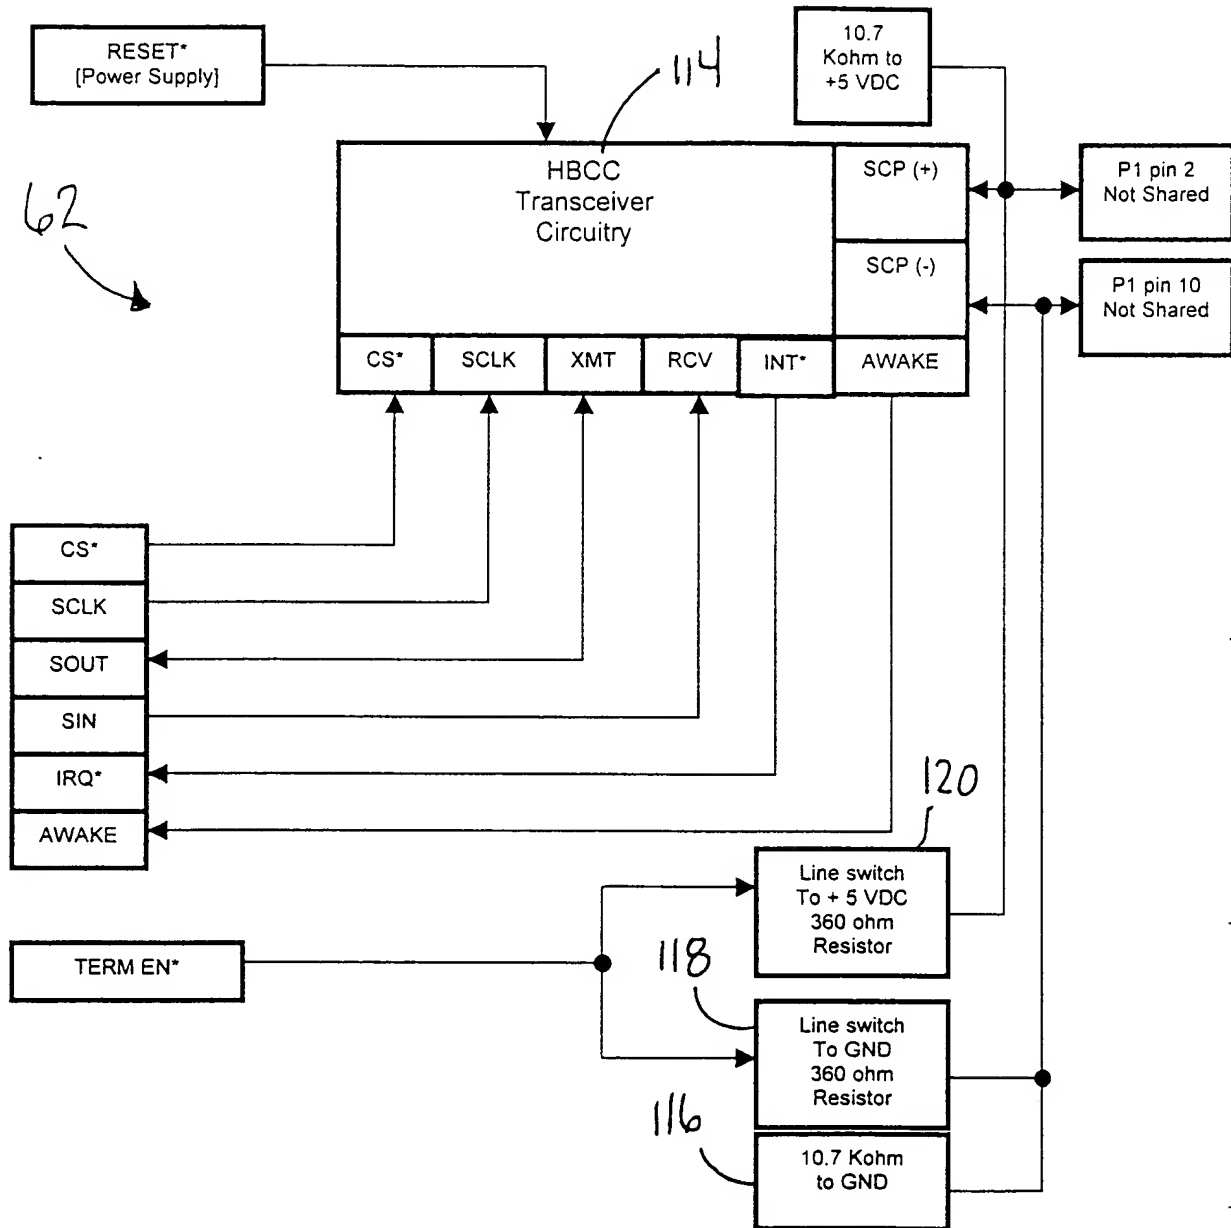 RESET*
[Power Supply]
10.7
Kohm to
+5 VDC
114
62
HBCC
Transceiver
Circuitry
SCP (+)
SCP (-)
P1 pin 2
Not Shared
P1 pin 10
Not Shared
CS*
SCLK
XMT
RCV
INT*
AWAKE
CS*
SCLK
SOUT
SIN
IRQ*
AWAKE
120
Line switch
To + 5 VDC
360 ohm
Resistor
TERM EN*
118
Line switch
To GND
360 ohm
Resistor
116
10.7 Kohm
to GND